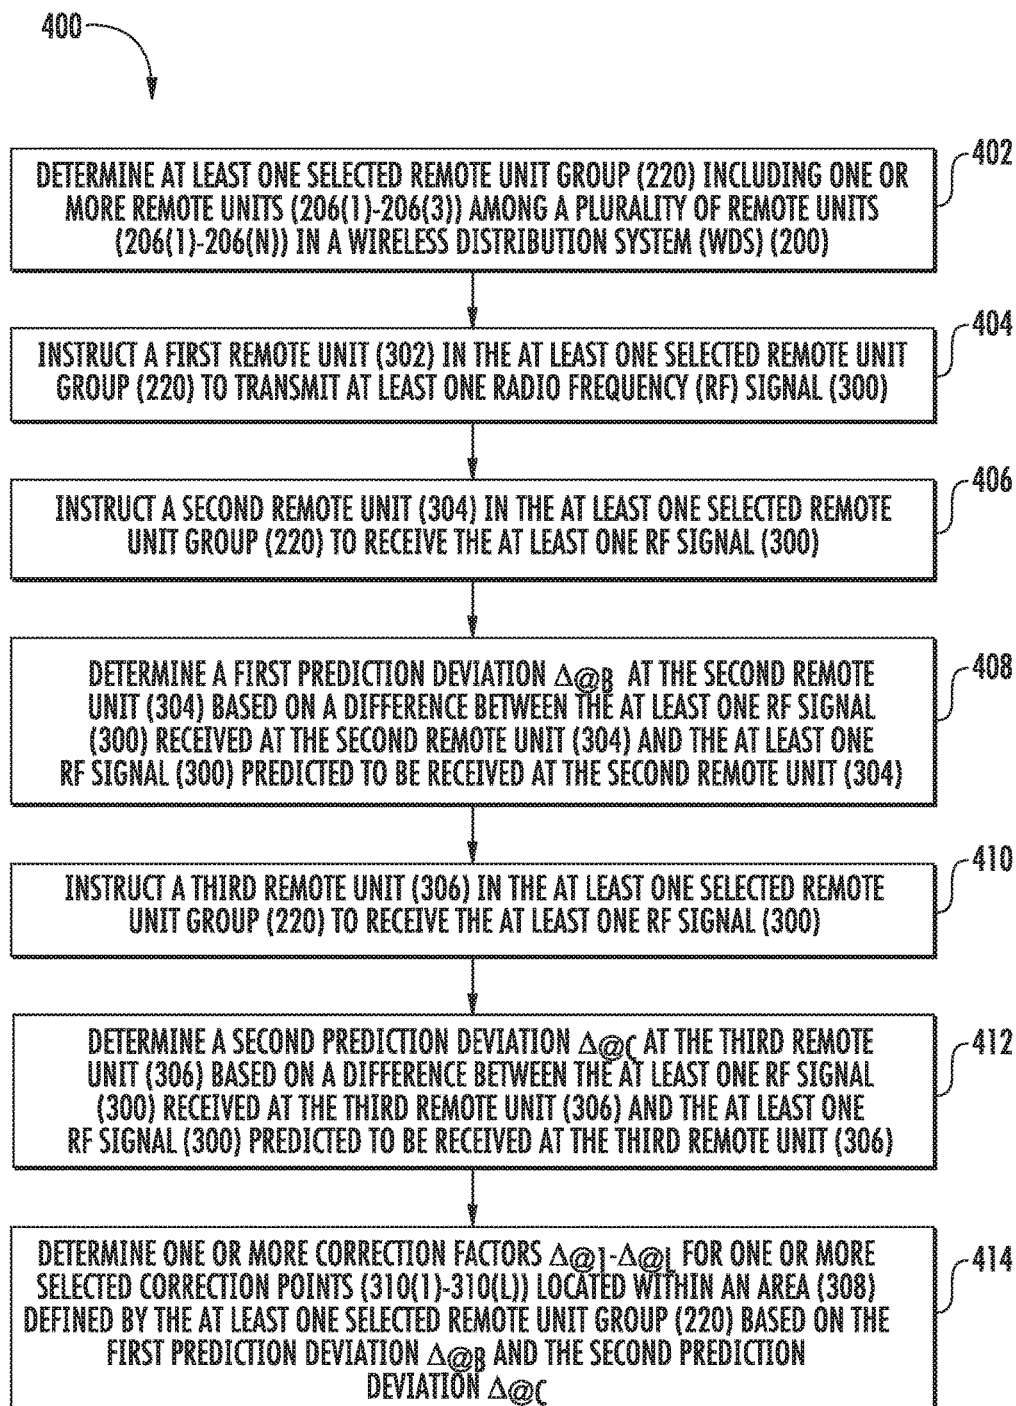 400
402
DETERMINE AT LEAST ONE SELECTED REMOTE UNIT GROUP (220) INCLUDING ONE OR
MORE REMOTE UNITS (206(1)-206(3)) AMONG A PLURALITY OF REMOTE UNITS
(206(1)-206(N)) IN A WIRELESS DISTRIBUTION SYSTEM (WDS) (200)
404
INSTRUCT A FIRST REMOTE UNIT (302) IN THE AT LEAST ONE SELECTED REMOTE UNIT
GROUP (220) TO TRANSMIT AT LEAST ONE RADIO FREQUENCY (RF) SIGNAL (300)
406
INSTRUCT A SECOND REMOTE UNIT (304) IN THE AT LEAST ONE SELECTED REMOTE
UNIT GROUP (220) TO RECEIVE THE AT LEAST ONE RF SIGNAL (300)
408
DETERMINE A FIRST PREDICTION DEVIATION Δ@B AT THE SECOND REMOTE
UNIT (304) BASED ON A DIFFERENCE BETWEEN THE AT LEAST ONE RF SIGNAL
(300) RECEIVED AT THE SECOND REMOTE UNIT (304) AND THE AT LEAST ONE
RF SIGNAL (300) PREDICTED TO BE RECEIVED AT THE SECOND REMOTE UNIT (304)
410
INSTRUCT A THIRD REMOTE UNIT (306) IN THE AT LEAST ONE SELECTED REMOTE
UNIT GROUP (220) TO RECEIVE THE AT LEAST ONE RF SIGNAL (300)
412
DETERMINE A SECOND PREDICTION DEVIATION Δ@C AT THE THIRD REMOTE
UNIT (306) BASED ON A DIFFERENCE BETWEEN THE AT LEAST ONE RF SIGNAL
(300) RECEIVED AT THE THIRD REMOTE UNIT (306) AND THE AT LEAST ONE
RF SIGNAL (300) PREDICTED TO BE RECEIVED AT THE THIRD REMOTE UNIT (306)
414
DETERMINE ONE OR MORE CORRECTION FACTORS Δ@1-Δ@L FOR ONE OR MORE
SELECTED CORRECTION POINTS (310(1)-310(L)) LOCATED WITHIN AN AREA (308)
DEFINED BY THE AT LEAST ONE SELECTED REMOTE UNIT GROUP (220) BASED ON THE
FIRST PREDICTION DEVIATION Δ@B AND THE SECOND PREDICTION
DEVIATION Δ@C